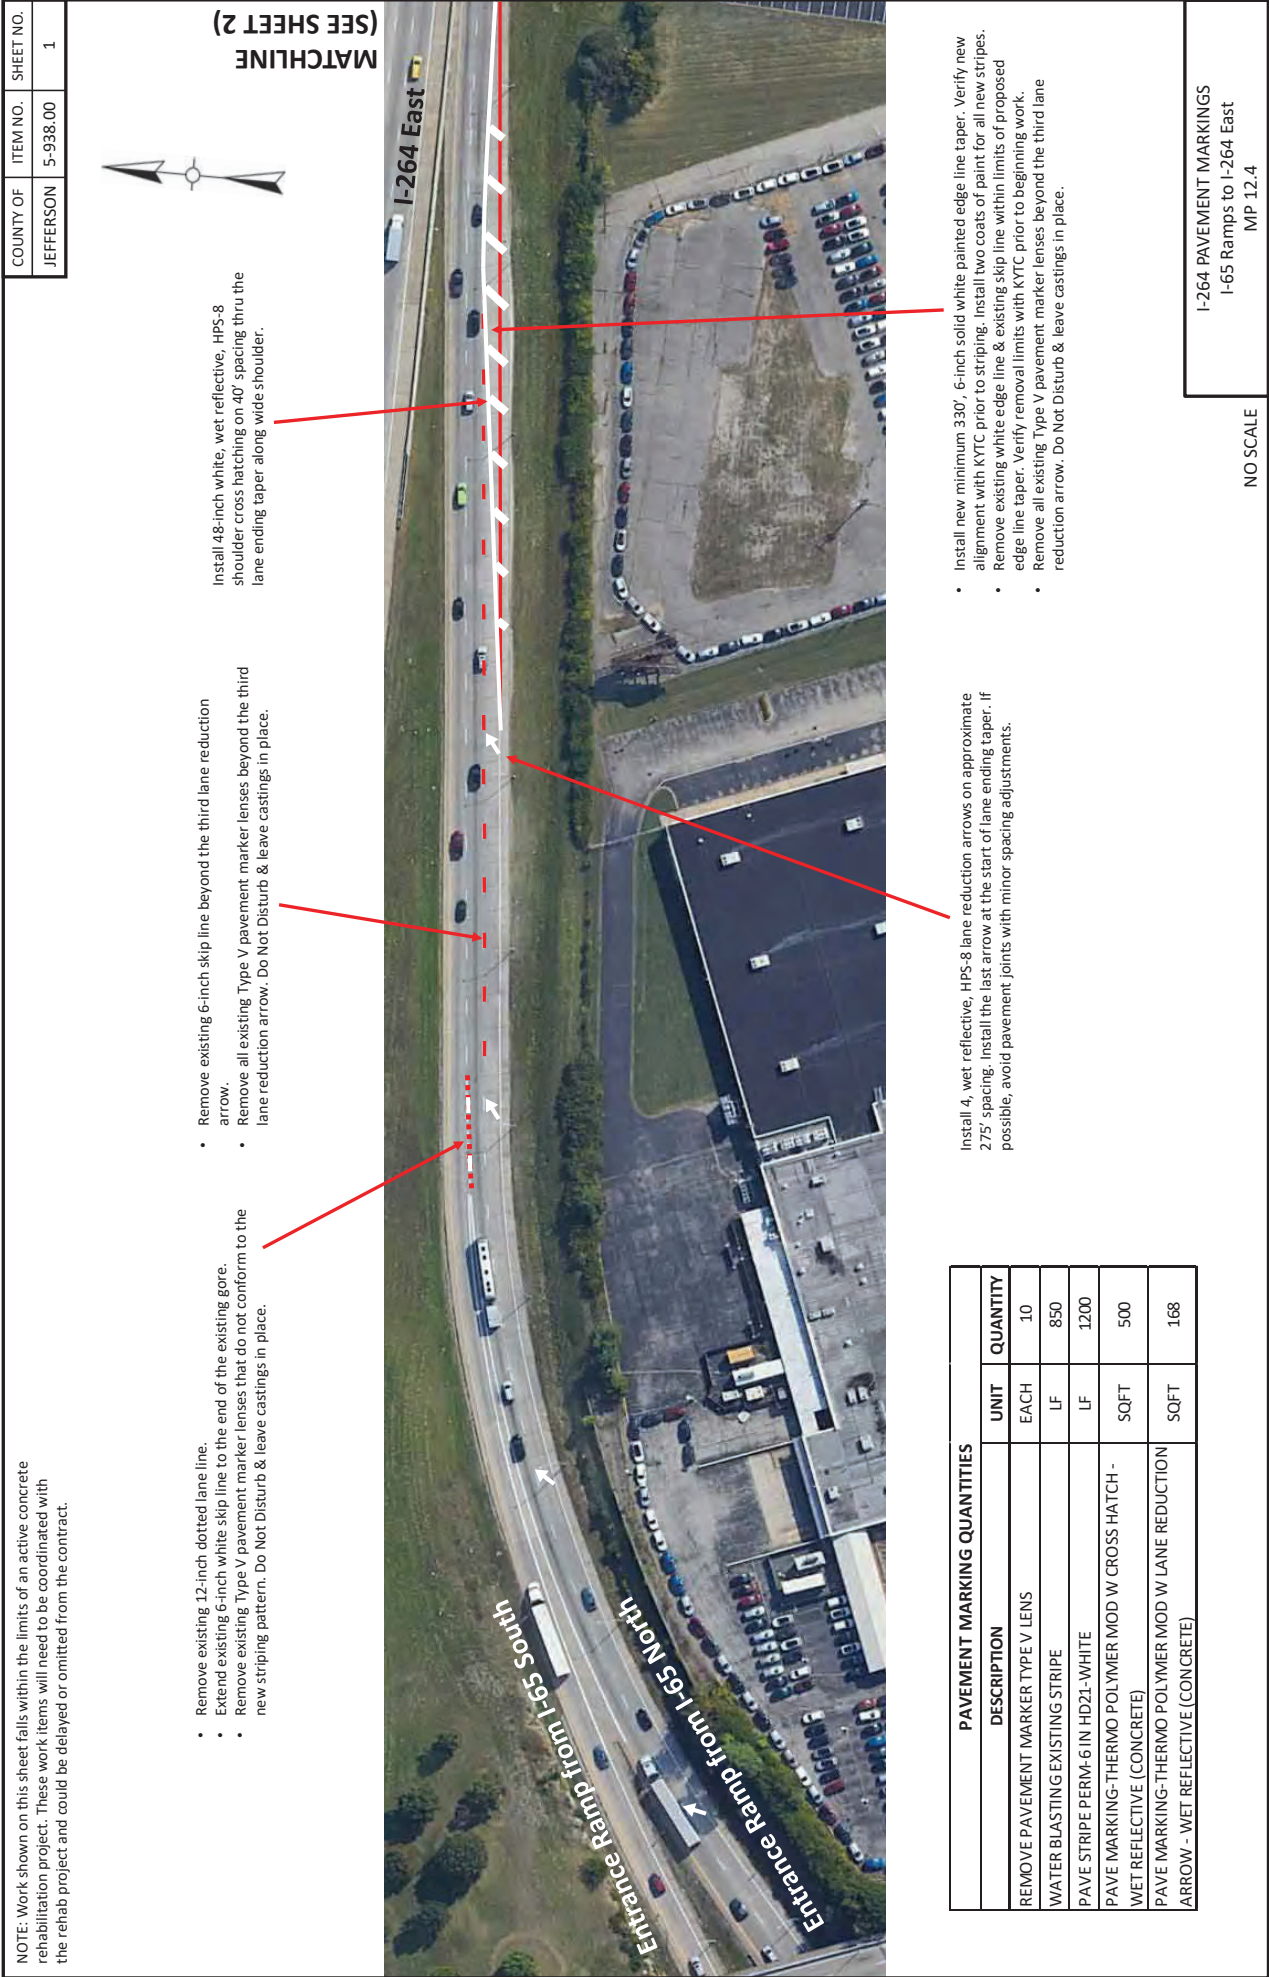 NOTE: Work shown on this sheet falls within the limits of an active concrete
rehabilitation project. These work items will need to be coordinated with
the rehab project and could be delayed or omitted from the contract.
COUNTY OF ITEM NO. SHEET NO.
JEFFERSON 5-938.00 1
• Remove existing 12-inch dotted lane line.
• Extend existing 6-inch white skip line to the end of the existing gore.
• Remove existing Type V pavement marker lenses that do not conform to the
new striping pattern. Do Not Disturb & leave castings in place.
• Remove existing 6-inch skip line beyond the third lane reduction
arrow.
• Remove all existing Type V pavement marker lenses beyond the third
lane reduction arrow. Do Not Disturb & leave castings in place.
Install 48-inch white, wet reflective, HPS-8
shoulder cross hatching on 40' spacing thru the
lane ending taper along wide shoulder.
MATCHLINE
(SEE SHEET 2)
I-264 East
Entrance Ramp from I-65 South
Entrance Ramp from I-65 North
PAVEMENT MARKING QUANTITIES
DESCRIPTION UNIT QUANTITY
REMOVE PAVEMENT MARKER TYPE V LENS EACH 10
WATER BLASTING EXISTING STRIPE LF 850
PAVE STRIPE PERM-6 IN HD21-WHITE LF 1200
PAVE MARKING-THERMO POLYMER MOD W CROSS HATCH -
WET REFLECTIVE (CONCRETE) SQFT 500
PAVE MARKING-THERMO POLYMER MOD W LANE REDUCTION
ARROW - WET REFLECTIVE (CONCRETE) SQFT 168
Install 4, wet reflective, HPS-8 lane reduction arrows on approximate
275' spacing. Install the last arrow at the start of lane ending taper. If
possible, avoid pavement joints with minor spacing adjustments.
• Install new minimum 330', 6-inch solid white painted edge line taper. Verify new
alignment with KYTC prior to striping. Install two coats of paint for all new stripes.
• Remove existing white edge line & existing skip line within limits of proposed
edge line taper. Verify removal limits with KYTC prior to beginning work.
• Remove all existing Type V pavement marker lenses beyond the third lane
reduction arrow. Do Not Disturb & leave castings in place.
NO SCALE
I-264 PAVEMENT MARKINGS
I-65 Ramps to I-264 East
MP 12.4